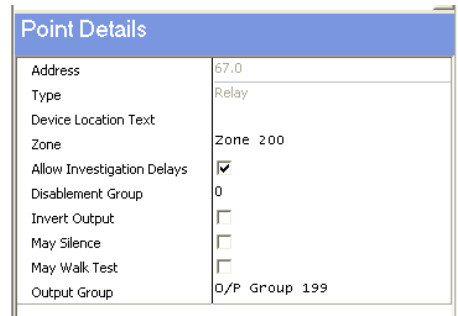 Point Details
Address 67.0
Type Relay
Device Location Text
Zone Zone 200
Allow Investigation Delays
Disablement Group 0
Invert Output
May Silence
May Walk Test
Output Group O/P Group 199